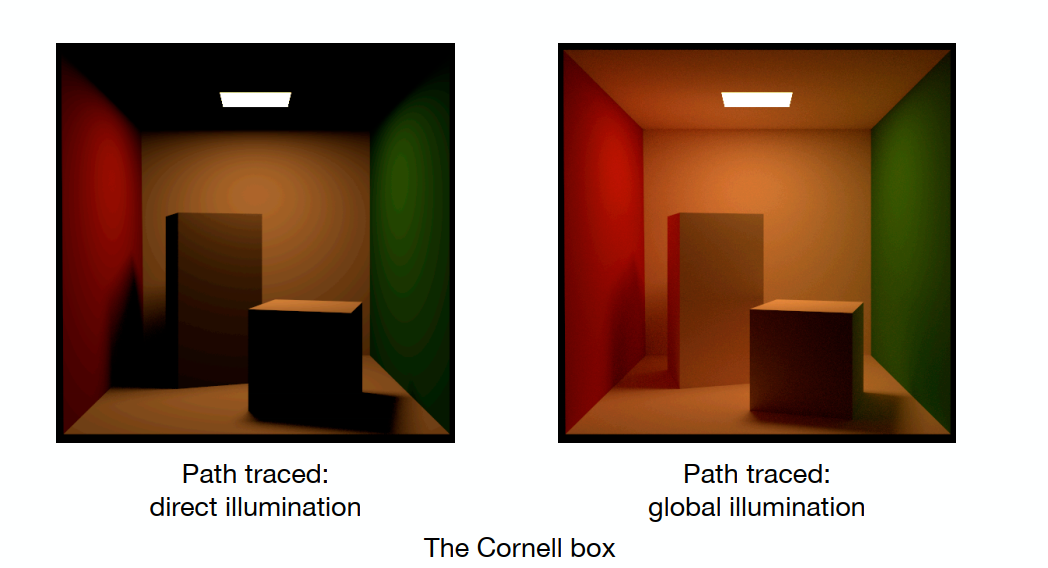 Path traced:
direct illumination
Path traced:
global illumination
The Cornell box